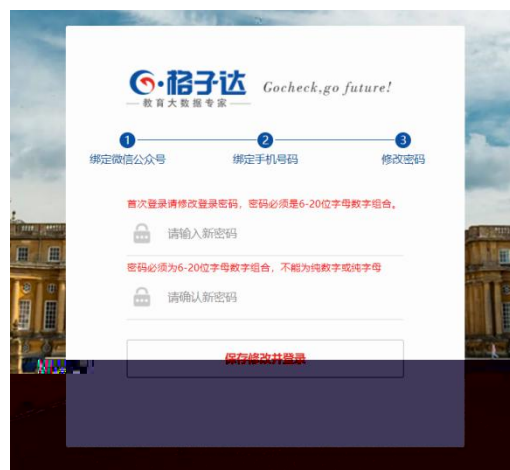 格子达
教育大数据专家
Gocheck,go future!
1 2 3
绑定微信公众号 绑定手机号码 修改密码
首次登录请修改登录密码，密码必须是6-20位字母数字组合。
请输入新密码
密码必须为6-20位字母数字组合，不能为纯数字或纯字母
请确认新密码
保存修改并登录